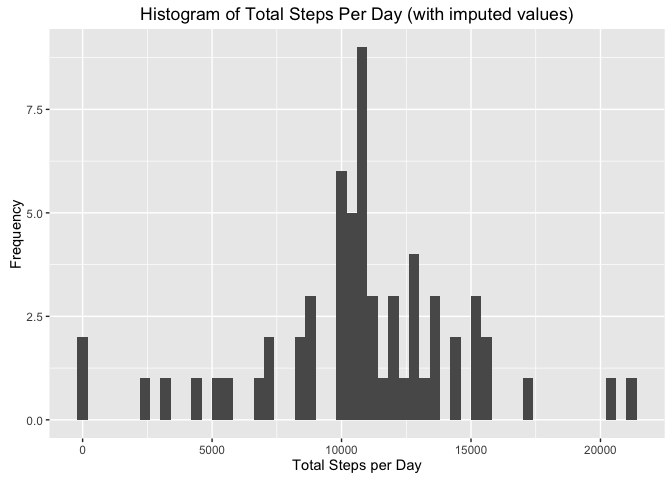 Histogram of Total Steps Per Day (with imputed values)
7.5
5.0
2.5
0.0
Frequency
0 5000 10000 15000 20000
Total Steps per Day